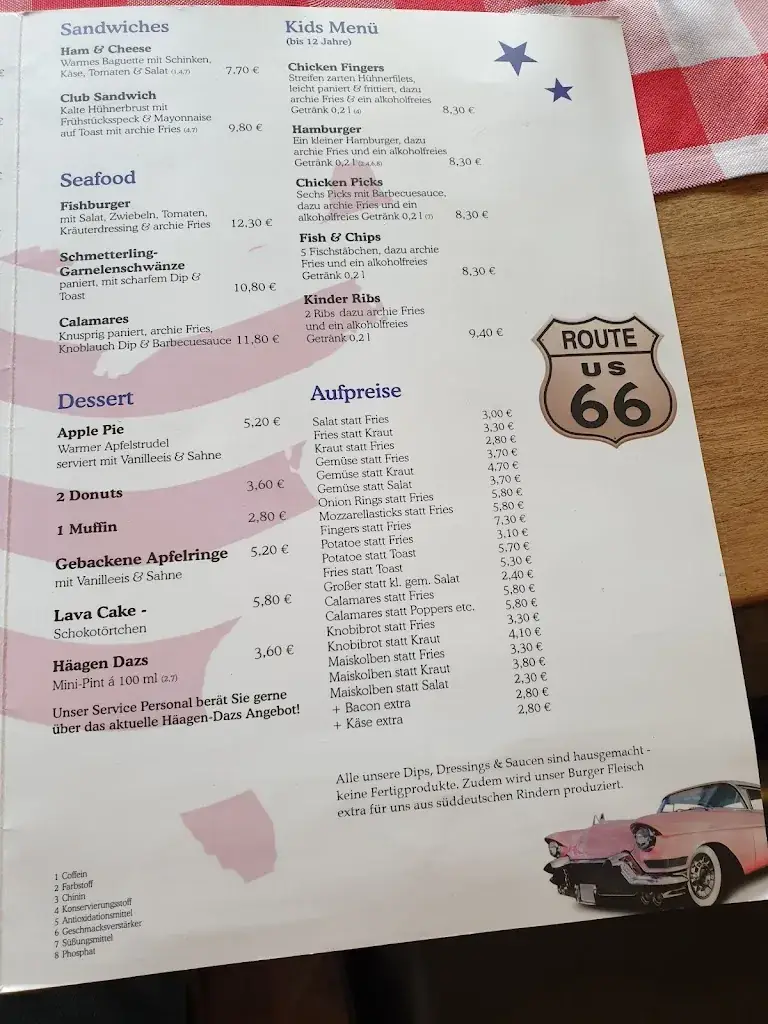 Sandwiches
Ham & Cheese
Warmes Baguette mit Schinken,
Käse, Tomaten & Salat (1,4,7) 7.70 €
Club Sandwich
Kalte Hühnerbrust mit
Frühstücksspeck & Mayonnaise
auf Toast mit archie Fries (4,7) 9,80 €
Seafood
Fishburger
mit Salat, Zwiebeln, Tomaten,
Kräuterdressing & archie Fries 12,30 €
Schmetterling-
Garnelenschwänze
paniert, mit scharfem Dip & 10,80 €
Toast
Calamares
Knusprig paniert, archie Fries,
Knoblauch Dip & Barbecuesauce 11,80 €
Dessert
Apple Pie 5,20 €
Warmer Apfelstrudel
serviert mit Vanilleeis & Sahne
2 Donuts 3,60 €
1 Muffin 2,80 €
Gebackene Apfelringe 5.20 €
mit Vanilleeis & Sahne
Lava Cake - 5,80 €
Schokotörtchen
Häagen Dazs 3,60 €
Mini-Pint á 100 ml (2,7)
Unser Service Personal berät Sie gerne
über das aktuelle Häagen-Dazs Angebot!
1 Coffein
2 Farbstoff
3 Chinin
4 Konservierungsstoff
5 Antioxidationsmittel
6 Geschmacksverstärker
7 Süßungsmittel
8 Phosphat
Kids Menü
(bis 12 Jahre)
Chicken Fingers
Streifen zarten Hühnerfilets,
leicht paniert & frittiert, dazu
archie Fries & ein alkoholfreies
Getränk 0,2 l (4) 8,30 €
Hamburger
Ein kleiner Hamburger, dazu
archie Fries und ein alkoholfreies
Getränk 0,2 l (2,4,6,8) 8,30 €
Chicken Picks
Sechs Picks mit Barbecuesauce,
dazu archie Fries und ein
alkoholfreies Getränk 0,2 l (7) 8,30 €
Fish & Chips
5 Fischstäbchen, dazu archie
Fries und ein alkoholfreies
Getränk 0,2 l 8,30 €
Kinder Ribs
2 Ribs dazu archie Fries
und ein alkoholfreies
Getränk 0,2 l 9,40 €
Aufpreise
Salat statt Fries 3,00 €
Fries statt Kraut 3,30 €
Kraut statt Fries 2,80 €
Gemüse statt Fries 3,70 €
Gemüse statt Kraut 4,70 €
Gemüse statt Salat 3,70 €
Onion Rings statt Fries 5,80 €
Mozzarellasticks statt Fries 5,80 €
Fingers statt Fries 7,30 €
Potatoe statt Fries 3,10 €
Potatoe statt Toast 5,70 €
Fries statt Toast 5,30 €
Großer statt kl. gem. Salat 2,40 €
Calamares statt Fries 5,80 €
Calamares statt Poppers etc. 5,80 €
Knobibrot statt Fries 3,30 €
Knobibrot statt Kraut 4,10 €
Maiskolben statt Fries 3,30 €
Maiskolben statt Kraut 3,80 €
Maiskolben statt Salat 2,30 €
+ Bacon extra 2,80 €
+ Käse extra 2,80 €
ROUTE
US
66
Alle unsere Dips, Dressings & Saucen sind hausgemacht -
keine Fertigprodukte. Zudem wird unser Burger Fleisch
extra für uns aus süddeutschen Rindern produziert.